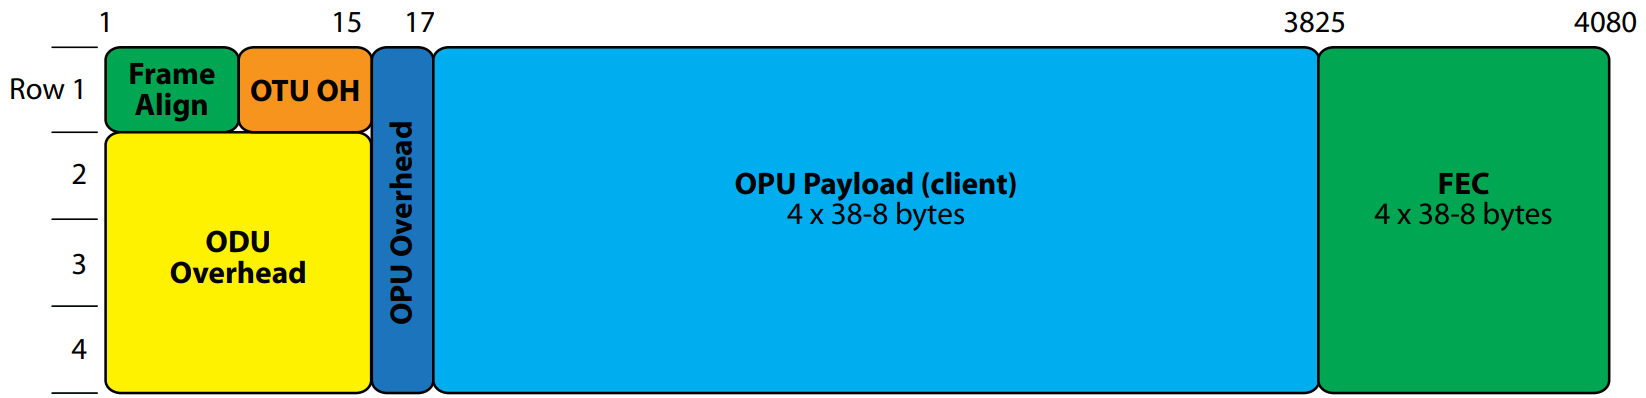 1 15 17 3825 4080
Row 1
Frame
Align
OTU OH
2
3
4
ODU
Overhead
OPU Overhead
OPU Payload (client)
4 x 38-8 bytes
FEC
4 x 38-8 bytes